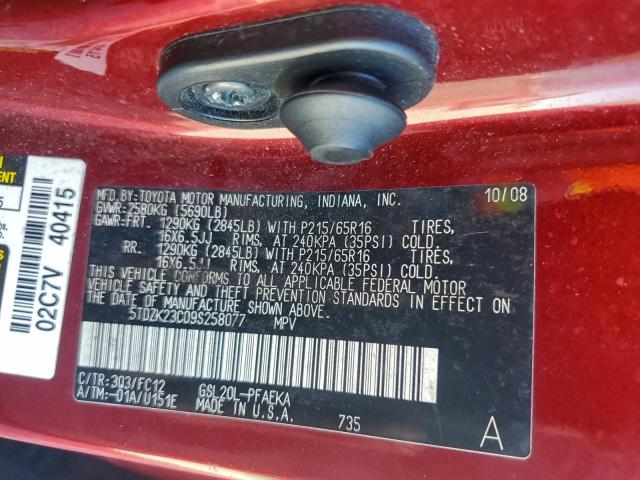 MFD.BY:TOYOTA MOTOR MANUFACTURING, INDIANA, INC. 10/08
GVWR:2580KG (5690LB)
GAWR:FRT. 1290KG (2845LB) WITH P215/65R16 TIRES,
16X6.5JJ RIMS, AT 240KPA (35PSI) COLD.
RR. 1290KG (2845LB) WITH P215/65R16 TIRES,
16X6.5JJ RIMS, AT 240KPA (35PSI) COLD.
THIS VEHICLE CONFORMS TO ALL APPLICABLE FEDERAL MOTOR
VEHICLE SAFETY AND THEFT PREVENTION STANDARDS IN EFFECT ON
THE DATE OF MANUFACTURE SHOWN ABOVE.
5TDZK23C09S258077 MPV
C/TR:3Q3/FC12 GSL20L-PFAEKA
A/TM:-01A/U151E MADE IN U.S.A.
735 A
02C7V 40415